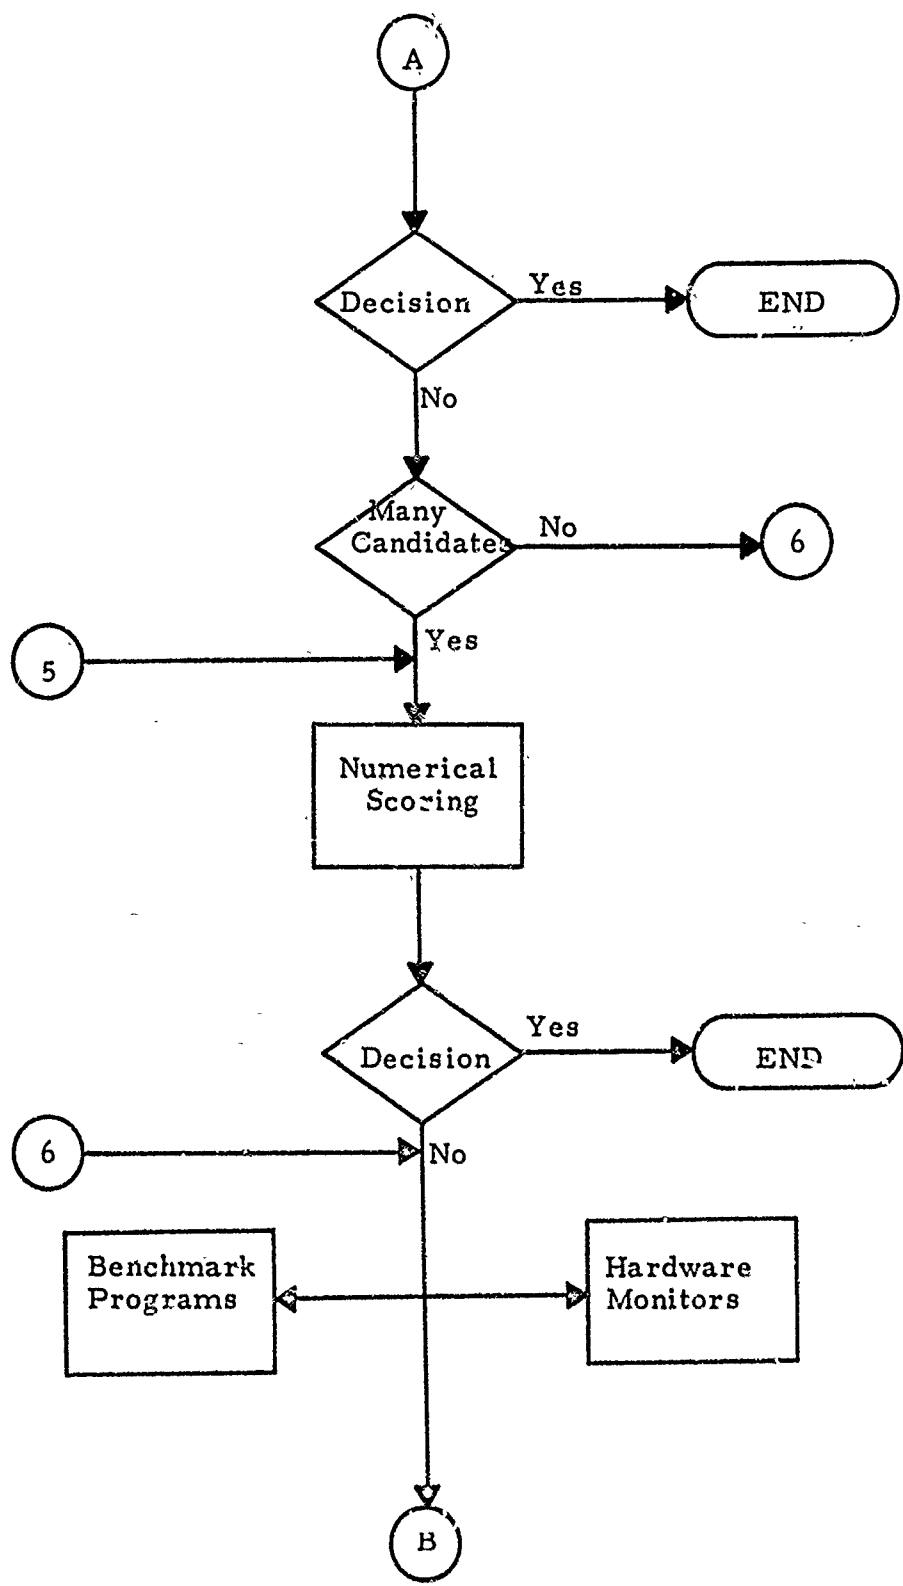 A
Decision
Yes
END
No
Many
Candidates
No
6
Yes
5
Numerical
Scoring
Decision
Yes
END
6
No
Benchmark
Programs
Hardware
Monitors
B